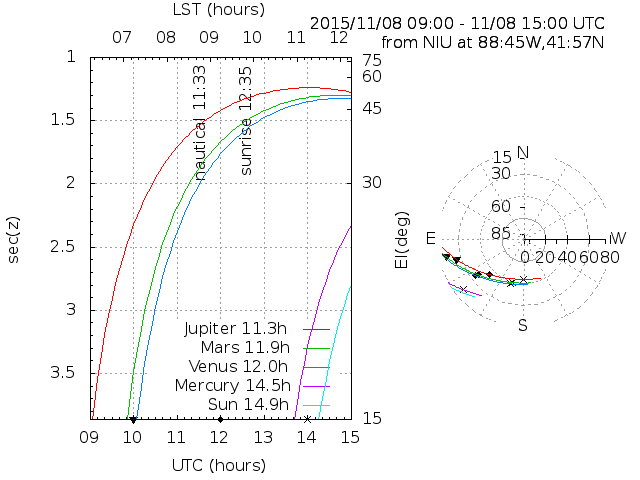 LST (hours)
2015/11/08 09:00 - 11/08 15:00 UTC
from NIU at 88:45W,41:57N
07 08 09 10 11 12
1 75
60
1.5 45
2 30
2.5
3
3.5
15
sec(z)
El(deg)
nautical 11:33
sunrise 12:35
Jupiter 11.3h
Mars 11.9h
Venus 12.0h
Mercury 14.5h
Sun 14.9h
09 10 11 12 13 14 15
UTC (hours)
N
15
30
60
85
E
W
0 20 40 60 80
S